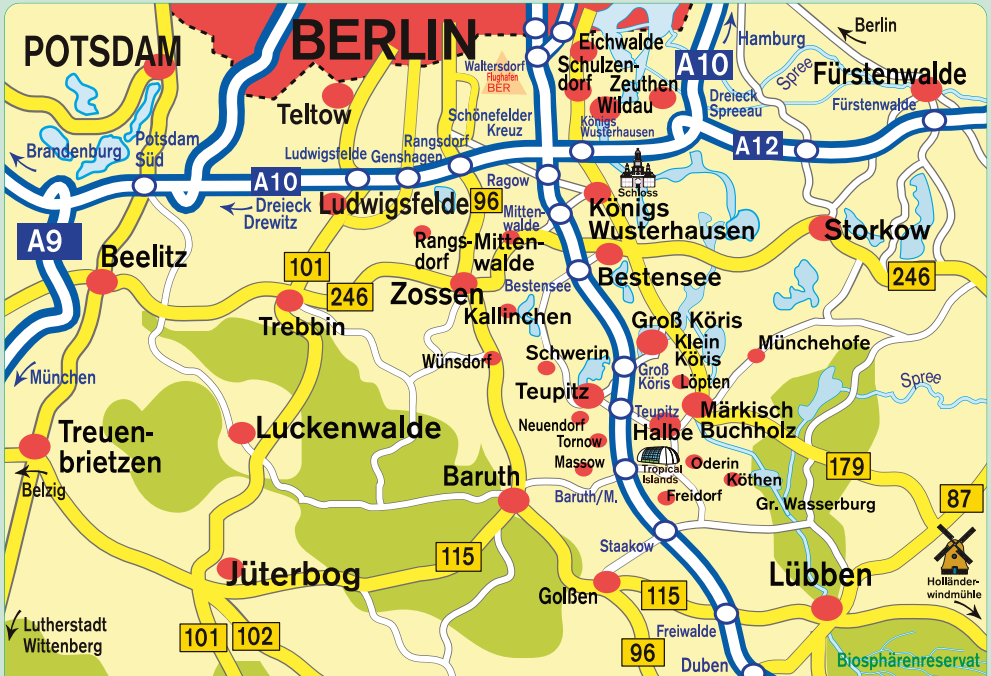 POTSDAM
BERLIN
Eichwalde
Schulzen-
dorf
Zeuthen
Wildau
A10
Hamburg
Berlin
Spree
Fürstenwalde
Waltersdorf
Flughafen
BER
Teltow
Schönefelder
Kreuz
Königs
Wusterhausen
Dreieck
Spreeau
Fürstenwalde
Brandenburg
Potsdam
Süd
Ludwigsfelde
Genshagen
Rangsdorf
A12
A10
Ragow
Schloss
Dreieck
Drewitz
Ludwigsfelde
96
Mitten-
walde
Königs
Wusterhausen
Storkow
A9
Beelitz
Rangs-
dorf
Mitten-
walde
101
246
Zossen
Bestensee
Bestensee
246
Trebbin
Kallinchen
Groß Köris
Klein
Köris
Münchehofe
Wünsdorf
Schwerin
Groß
Köris
Löpten
München
Teupitz
Teupitz
Märkisch
Buchholz
Spree
Treuen-
brietzen
Luckenwalde
Neuendorf
Tornow
Halbe
Belzig
Baruth
Massow
Tropical
Islands
Oderin
Köthen
179
Baruth/M.
Freidorf
Gr. Wasserburg
87
115
Staakow
Jüterbog
Lübben
Holländer-
windmühle
Golßen
115
Lutherstadt
Wittenberg
101
102
Freiwalde
96
Duben
Biosphärenreservat